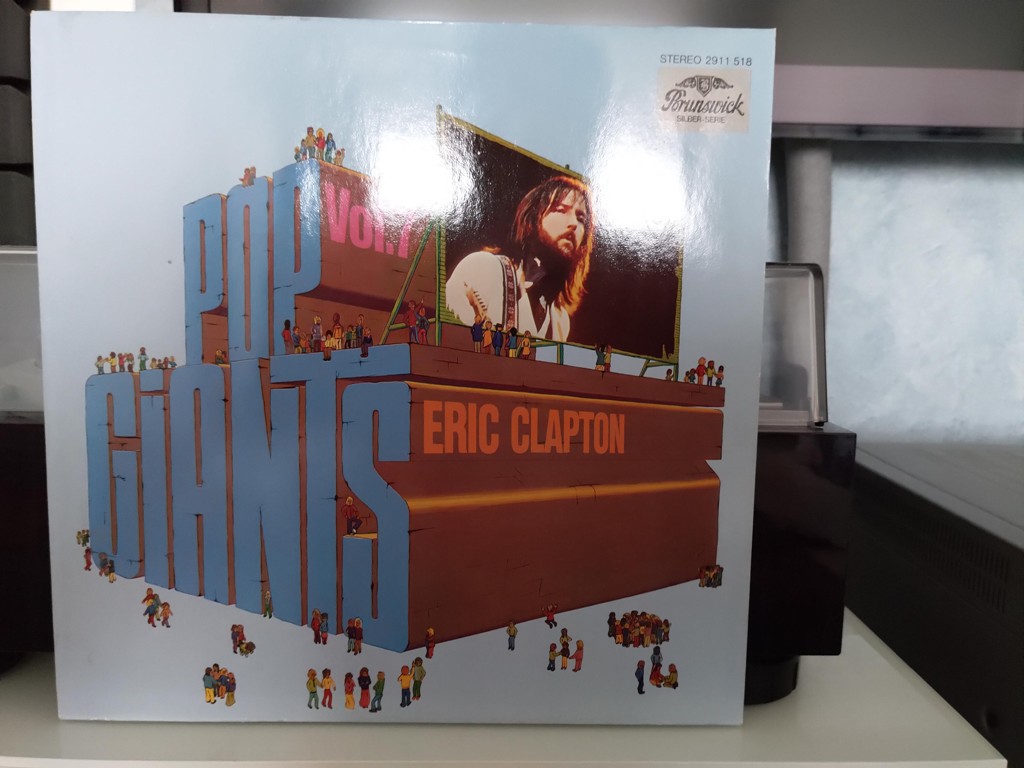 STEREO 2911 518
Brunswick
SILBER-SERIE
POP
Vol.7
GiANTS
ERIC CLAPTON